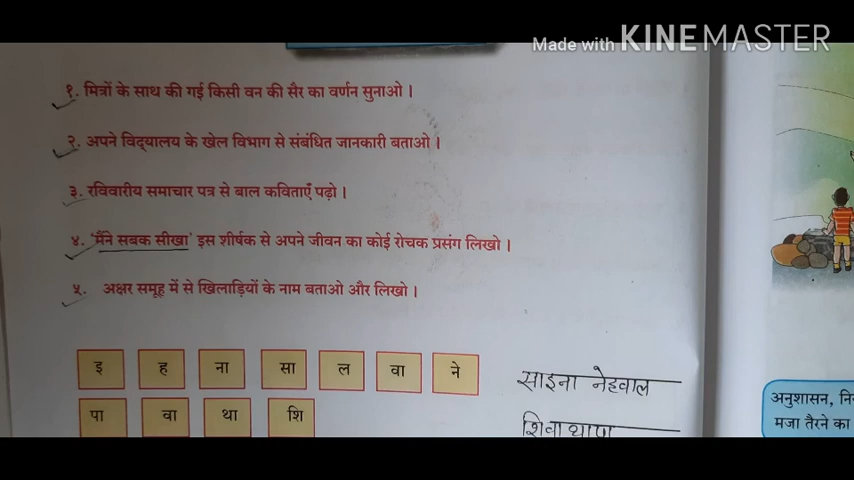 Made with KINEMASTER
१. मित्रों के साथ की गई किसी वन की सैर का वर्णन सुनाओ ।
२. अपने विद्यालय के खेल विभाग से संबंधित जानकारी बताओ ।
३. रविवारीय समाचार पत्र से बाल कविताएँ पढ़ो ।
४. 'मैंने सबक सीखा' इस शीर्षक से अपने जीवन का कोई रोचक प्रसंग लिखो ।
५. अक्षर समूह में से खिलाड़ियों के नाम बताओ और लिखो ।
इ ह ना सा ल वा ने साइना नेहवाल
पा वा था शि शिवा थापा
अनुशासन,
मजा तैरने का